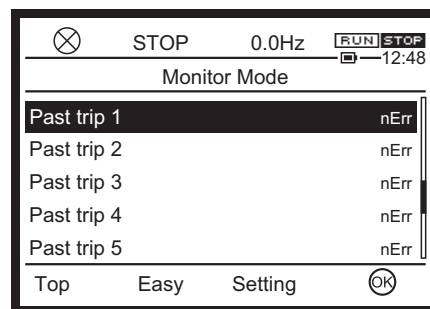 STOP 0.0Hz RUN STOP
12:48
Monitor Mode
Past trip 1 nErr
Past trip 2 nErr
Past trip 3 nErr
Past trip 4 nErr
Past trip 5 nErr
Top Easy Setting OK